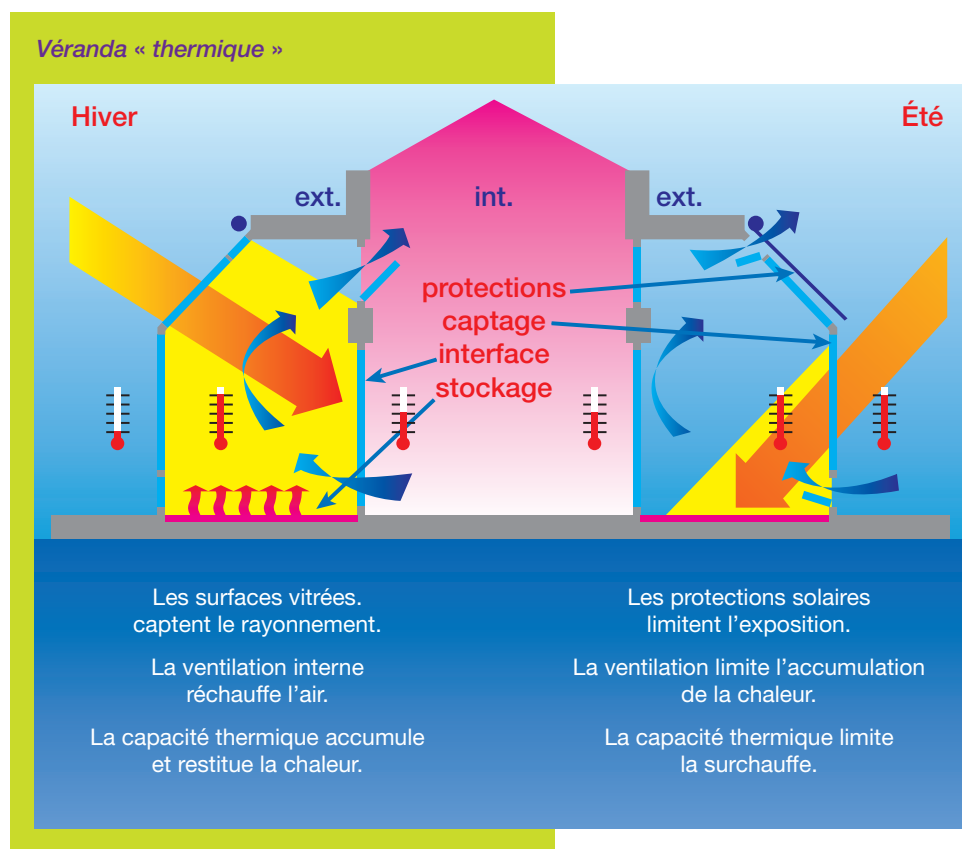 Véranda « thermique »
Hiver
Été
ext.
int.
ext.
protections
captage
interface
stockage
Les surfaces vitrées.
captent le rayonnement.
La ventilation interne
réchauffe l’air.
La capacité thermique accumule
et restitue la chaleur.
Les protections solaires
limitent l’exposition.
La ventilation limite l’accumulation
de la chaleur.
La capacité thermique limite
la surchauffe.